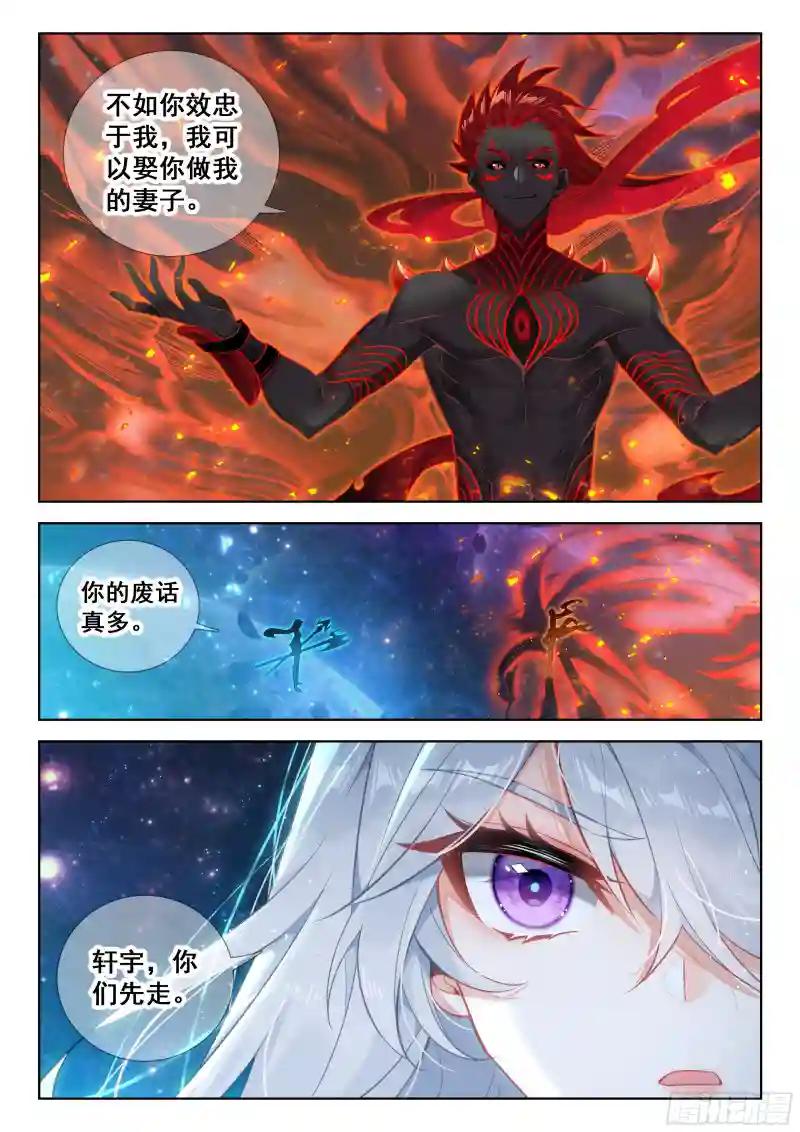 不如你效忠
于我，我可
以娶你做我
的妻子。
你的废话
真多。
轩宇，你
们先走。